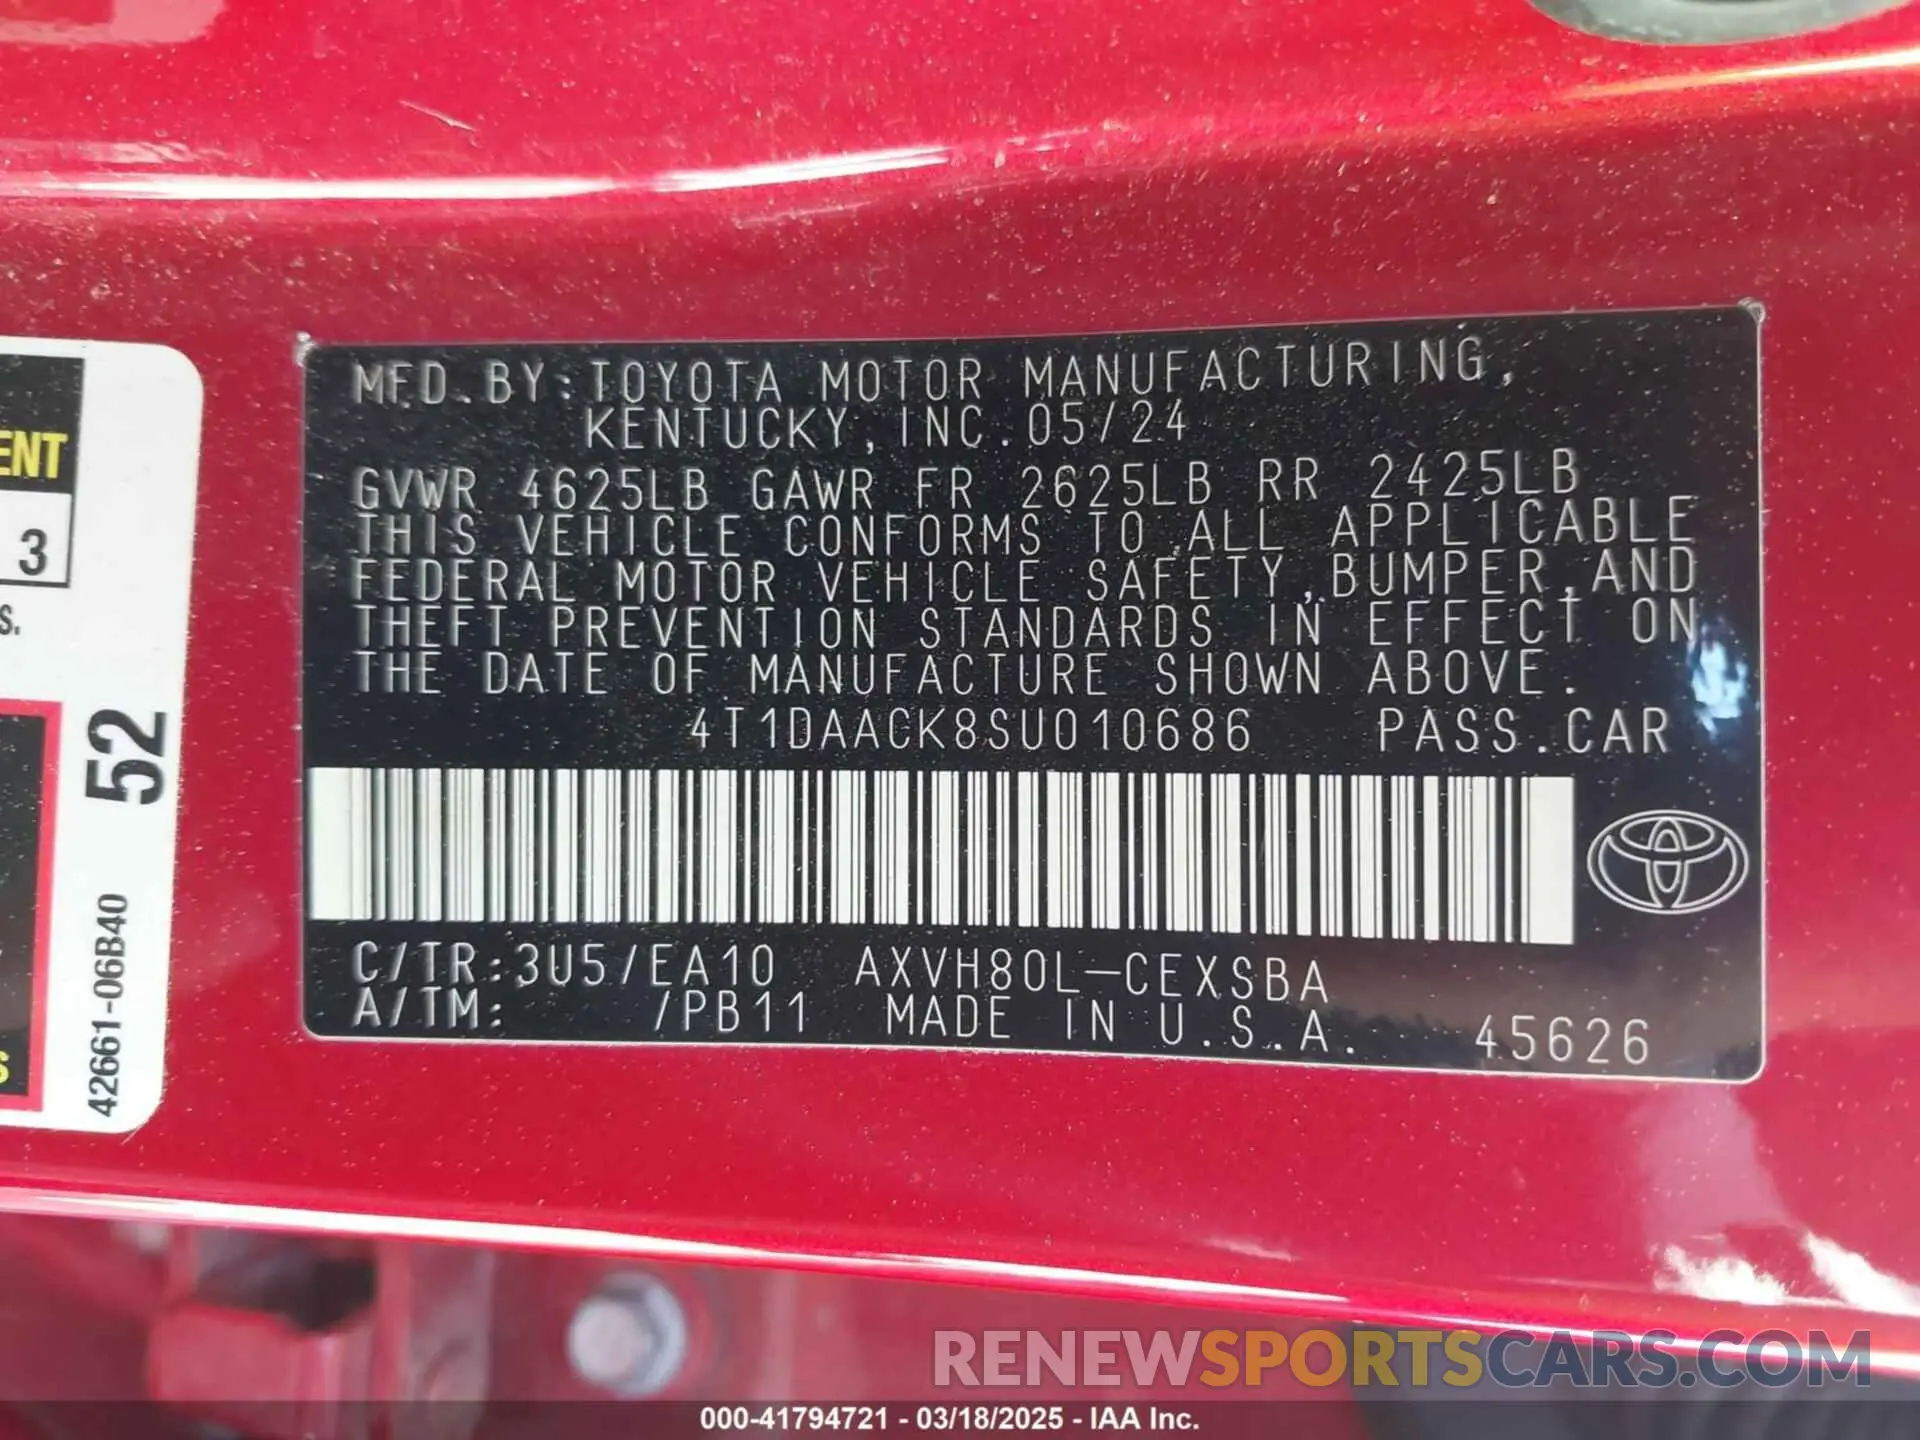 MFD. BY: TOYOTA MOTOR MANUFACTURING,
KENTUCKY, INC. 05/24
GVWR 4625LB GAWR FR 2625LB RR 2425LB
THIS VEHICLE CONFORMS TO ALL APPLICABLE
FEDERAL MOTOR VEHICLE SAFETY, BUMPER, AND
THEFT PREVENTION STANDARDS IN EFFECT ON
THE DATE OF MANUFACTURE SHOWN ABOVE.
4T1DAACK8SU010686 PASS. CAR
C/TR: 3U5/EA10 AXVH80L-CEXSBA
A/TM: /PB11 MADE IN U.S.A. 45626
ENT
3
S.
52
42661-06B40
S
RENEWSPORTSCARS.COM
000-41794721 - 03/18/2025 - IAA Inc.